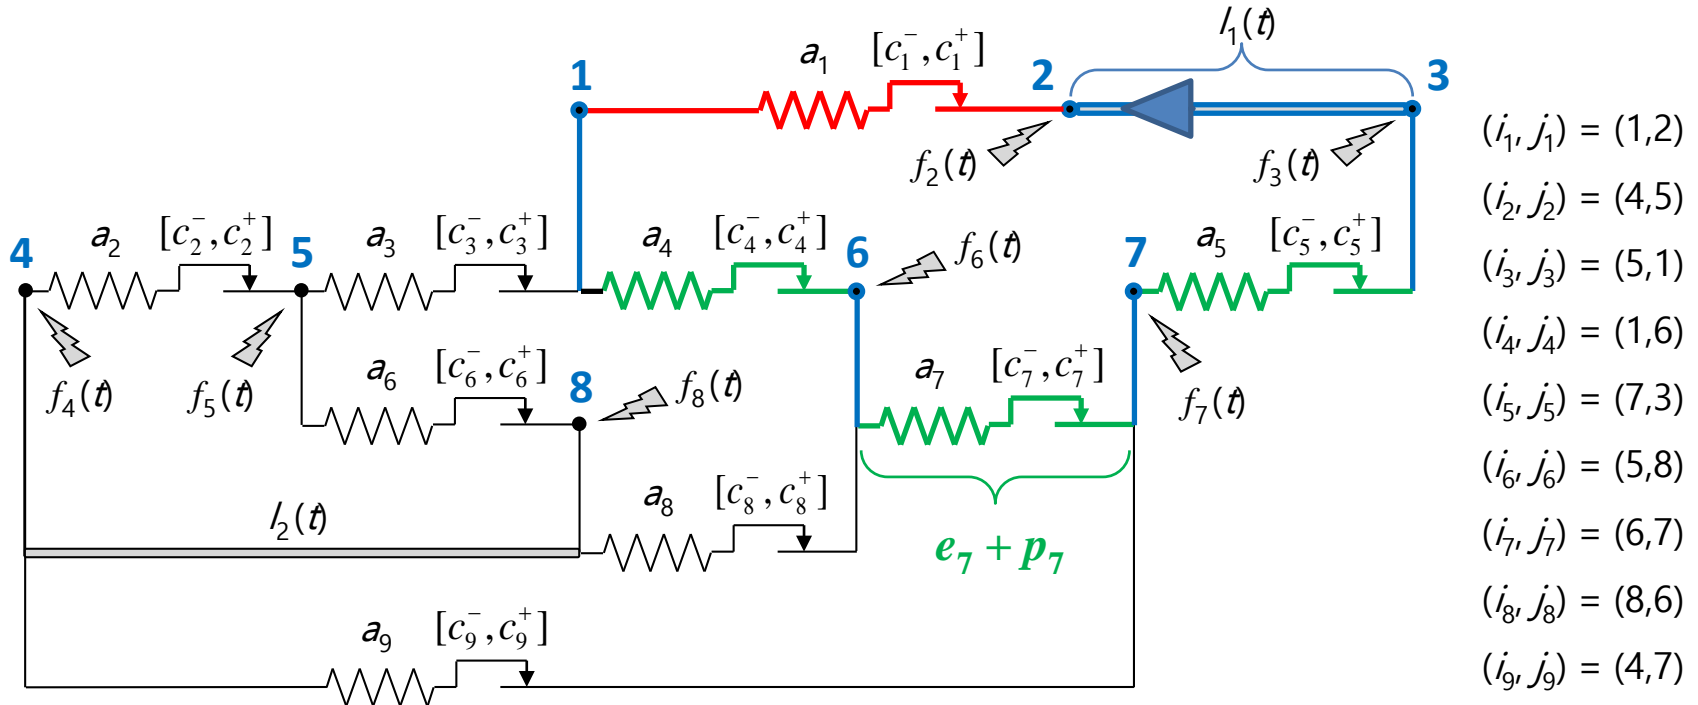 l₁(t)
a₁ [c₁⁻, c₁⁺]
1 2 3
(i₁, j₁) = (1,2)
f₂(t) f₃(t)
(i₂, j₂) = (4,5)
a₂ [c₂⁻, c₂⁺] a₃ [c₃⁻, c₃⁺] a₄ [c₄⁻, c₄⁺] a₅ [c₅⁻, c₅⁺]
4 5 6 7
f₆(t)
(i₃, j₃) = (5,1)
(i₄, j₄) = (1,6)
a₆ [c₆⁻, c₆⁺] a₇ [c₇⁻, c₇⁺]
8
f₄(t) f₅(t) f₈(t) f₇(t)
(i₅, j₅) = (7,3)
(i₆, j₆) = (5,8)
l₂(t) a₈ [c₈⁻, c₈⁺]
e₇ + p₇
(i₇, j₇) = (6,7)
(i₈, j₈) = (8,6)
a₉ [c₉⁻, c₉⁺]
(i₉, j₉) = (4,7)